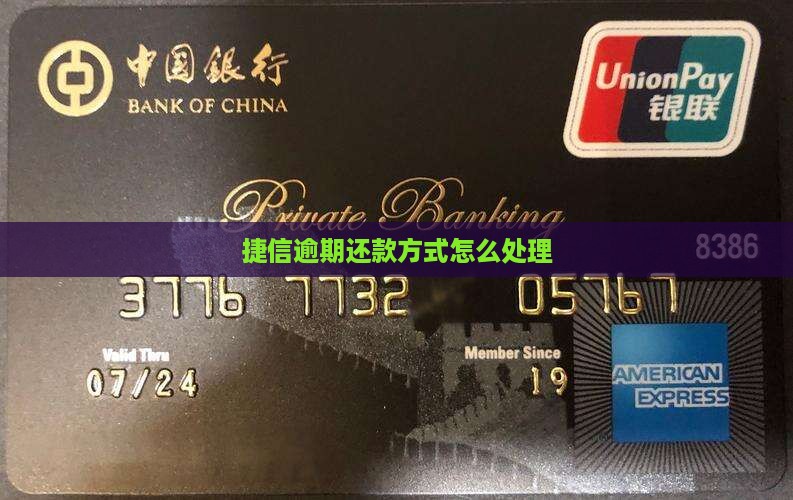 中国銀行
BANK OF CHINA
UnionPay
银联
Private Banking
捷信逾期还款方式怎么处理
8386
3776 7732 05767
Valid Thru
07/24
Member Since
19
AMERICAN
EXPRESS